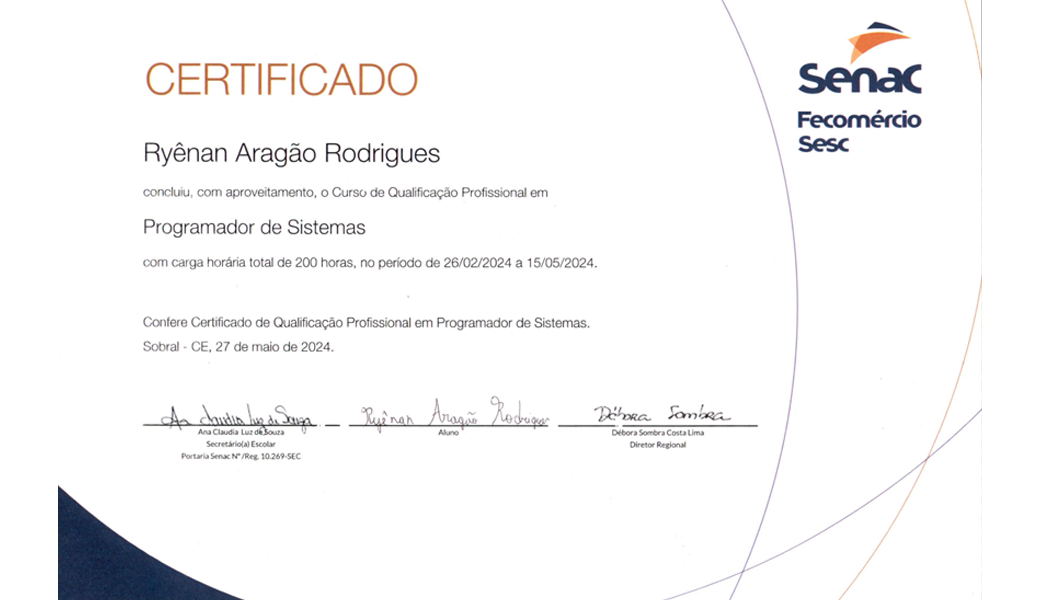 CERTIFICADO
senac
Fecomércio
Sesc
Ryênan Aragão Rodrigues
concluiu, com aproveitamento, o Curso de Qualificação Profissional em
Programador de Sistemas
com carga horária total de 200 horas, no período de 26/02/2024 a 15/05/2024.
Confere Certificado de Qualificação Profissional em Programador de Sistemas.
Sobral - CE, 27 de maio de 2024.
Ana Claudia Luz de Souza
Ryênan Aragão Rodrigues
Débora Sombra
Ana Claudia Luz de Souza
Secretário(a) Escolar
Portaria Senac Nº /Reg. 10.269-SEC
Aluno
Débora Sombra Costa Lima
Diretor Regional